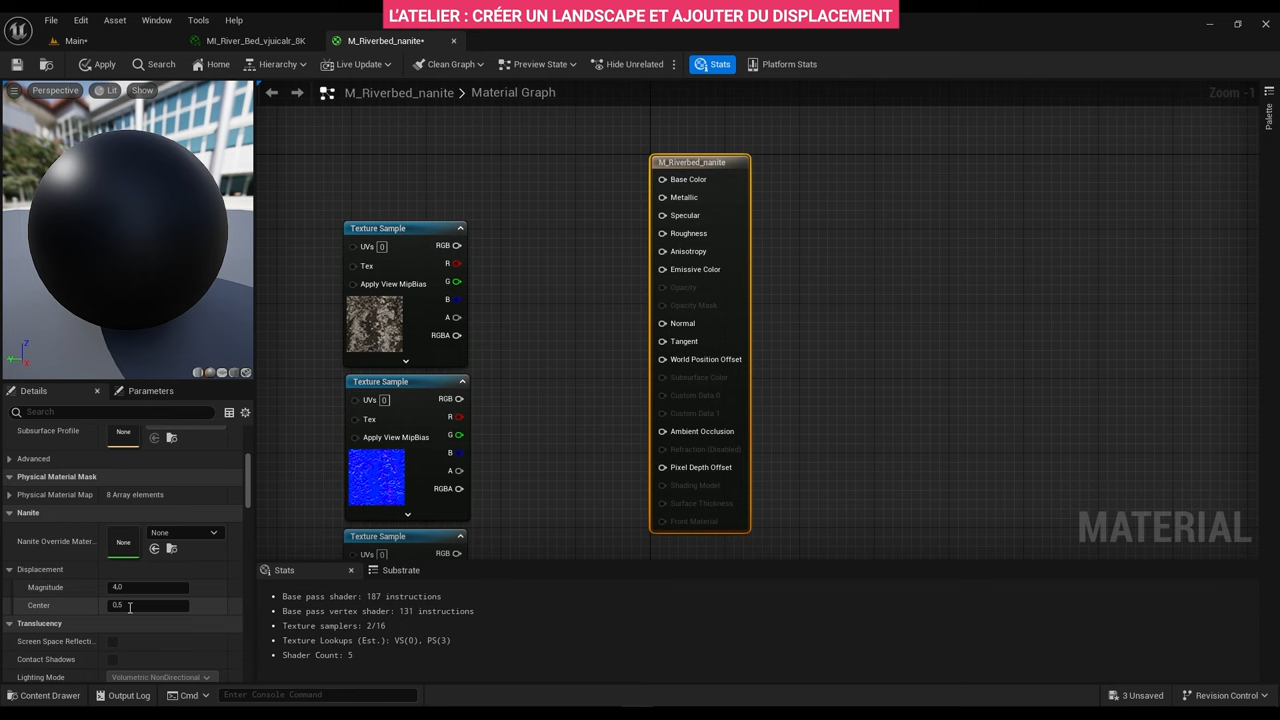 L'ATELIER : CRÉER UN LANDSCAPE ET AJOUTER DU DISPLACEMENT
File Edit Asset Window Tools Help
Main* MI_River_Bed_vjuicalr_8K M_Riverbed_nanite*
Apply Search Home Hierarchy Live Update Clean Graph Preview State Hide Unrelated Stats Platform Stats
Perspective Lit Show
M_Riverbed_nanite > Material Graph
Zoom -1
Palette
M_Riverbed_nanite
Base Color
Metallic
Specular
Roughness
Anisotropy
Emissive Color
Opacity
Opacity Mask
Normal
Tangent
World Position Offset
Subsurface Color
Custom Data 0
Custom Data 1
Ambient Occlusion
Refraction (Disabled)
Pixel Depth Offset
Shading Model
Surface Thickness
Front Material
Texture Sample
UVs 0 RGB
Tex R
Apply View MipBias G
B
A
RGBA
Texture Sample
UVs 0 RGB
Tex R
Apply View MipBias G
B
A
RGBA
Texture Sample
UVs 0 RGB
MATERIAL
Z
Y
X
Details Parameters
Search
Subsurface Profile None
Advanced
Physical Material Mask
Physical Material Map 8 Array elements
Nanite
Nanite Override Mater... None None
Displacement
Magnitude 4,0
Center 0,5
Translucency
Screen Space Reflecti...
Contact Shadows
Lighting Mode Volumetric NonDirectional
Stats Substrate
Base pass shader: 187 instructions
Base pass vertex shader: 131 instructions
Texture samplers: 2/16
Texture Lookups (Est.): VS(0), PS(3)
Shader Count: 5
Content Drawer Output Log Cmd Enter Console Command 3 Unsaved Revision Control